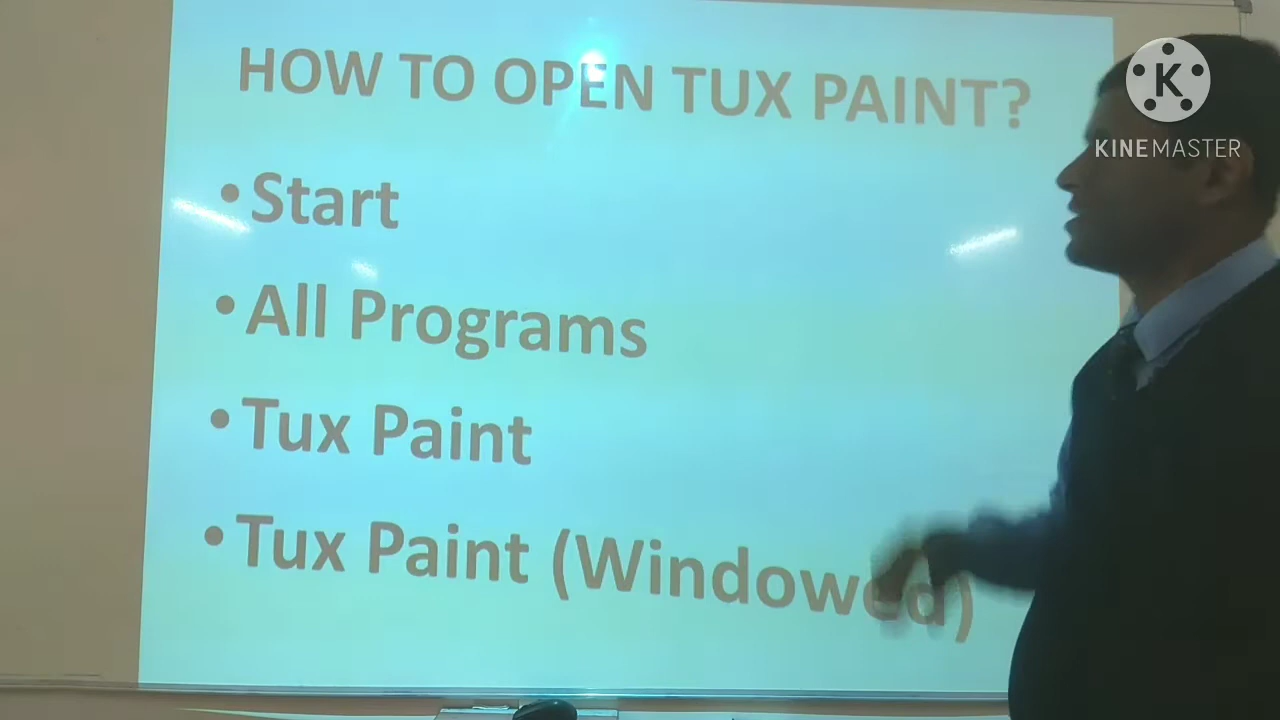 HOW TO OPEN TUX PAINT?
• Start
• All Programs
• Tux Paint
• Tux Paint (Windowed)
K
KINEMASTER